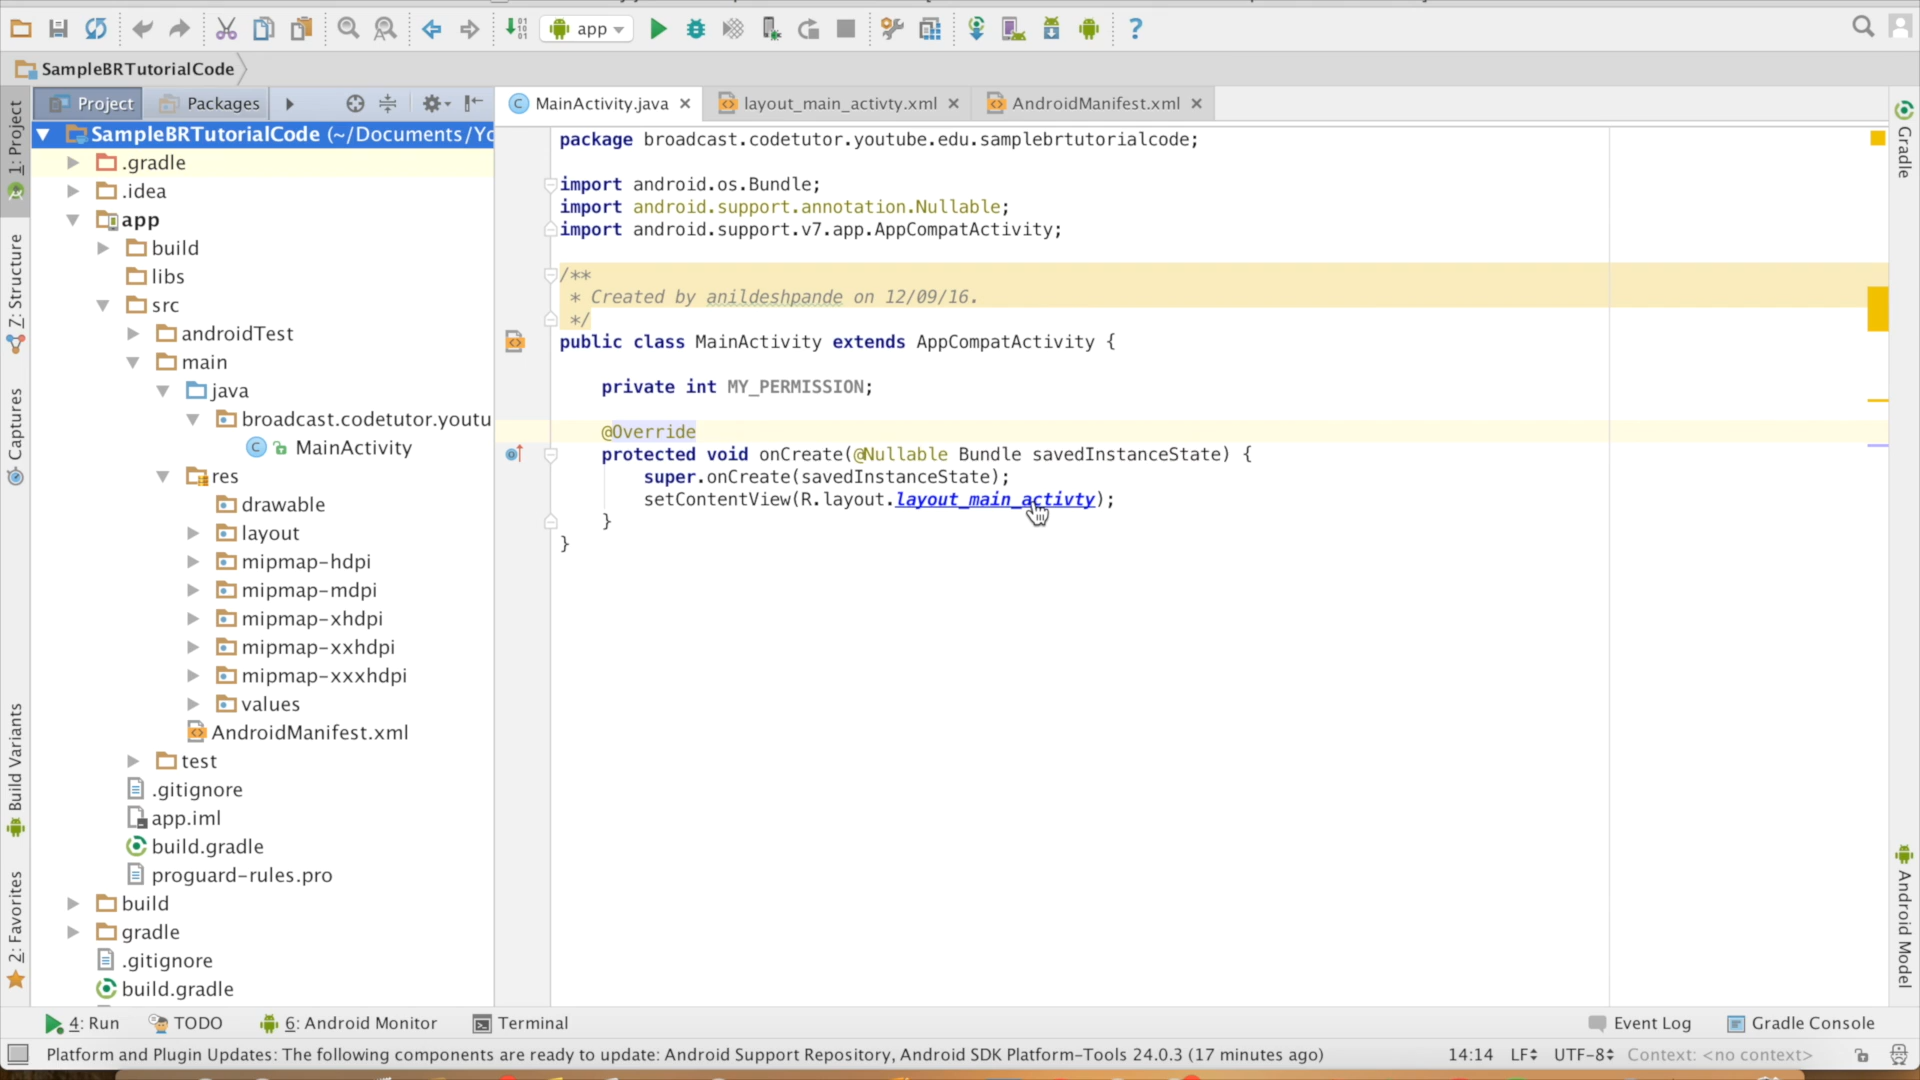 app
SampleBRTutorialCode
Project
Packages
MainActivity.java
layout_main_activty.xml
AndroidManifest.xml
1: Project
Z: Structure
Captures
Build Variants
2: Favorites
SampleBRTutorialCode (~/Documents/Yo
.gradle
.idea
app
build
libs
src
androidTest
main
java
broadcast.codetutor.youtu
MainActivity
res
drawable
layout
mipmap-hdpi
mipmap-mdpi
mipmap-xhdpi
mipmap-xxhdpi
mipmap-xxxhdpi
values
AndroidManifest.xml
test
.gitignore
app.iml
build.gradle
proguard-rules.pro
build
gradle
.gitignore
build.gradle
package broadcast.codetutor.youtube.edu.samplebrtutorialcode;
import android.os.Bundle;
import android.support.annotation.Nullable;
import android.support.v7.app.AppCompatActivity;
/**
* Created by anildeshpande on 12/09/16.
*/
public class MainActivity extends AppCompatActivity {
private int MY_PERMISSION;
@Override
protected void onCreate(@Nullable Bundle savedInstanceState) {
super.onCreate(savedInstanceState);
setContentView(R.layout.layout_main_activty);
}
}
Gradle
Android Model
4: Run
TODO
6: Android Monitor
Terminal
Event Log
Gradle Console
Platform and Plugin Updates: The following components are ready to update: Android Support Repository, Android SDK Platform-Tools 24.0.3 (17 minutes ago)
14:14
LF
UTF-8
Context: <no context>